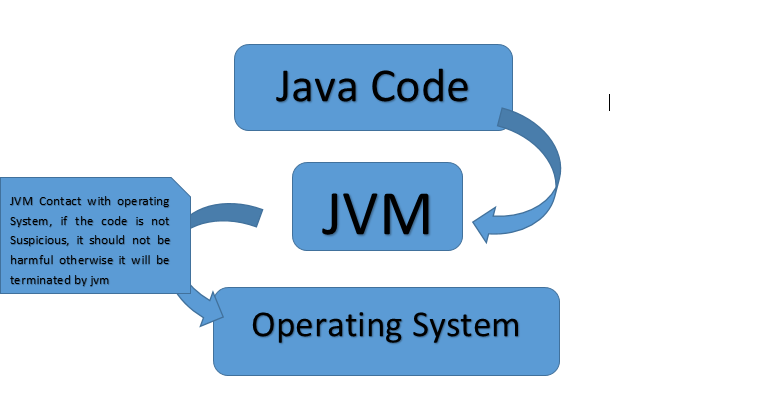 Java Code
JVM
JVM Contact with operating
System, if the code is not
Suspicious, it should not be
harmful otherwise it will be
terminated by jvm
Operating System